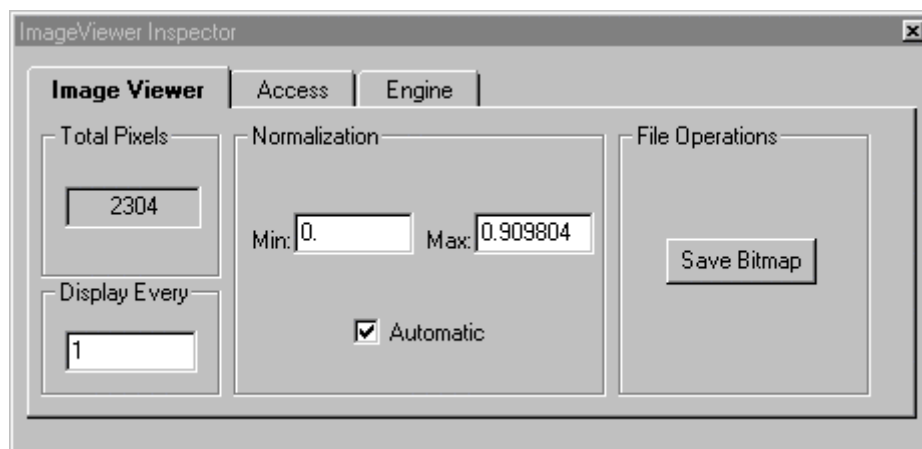 ImageViewer Inspector
Image Viewer
Access
Engine
Total Pixels
2304
Display Every
1
Normalization
Min: 0.
Max: 0.909804
Automatic
File Operations
Save Bitmap